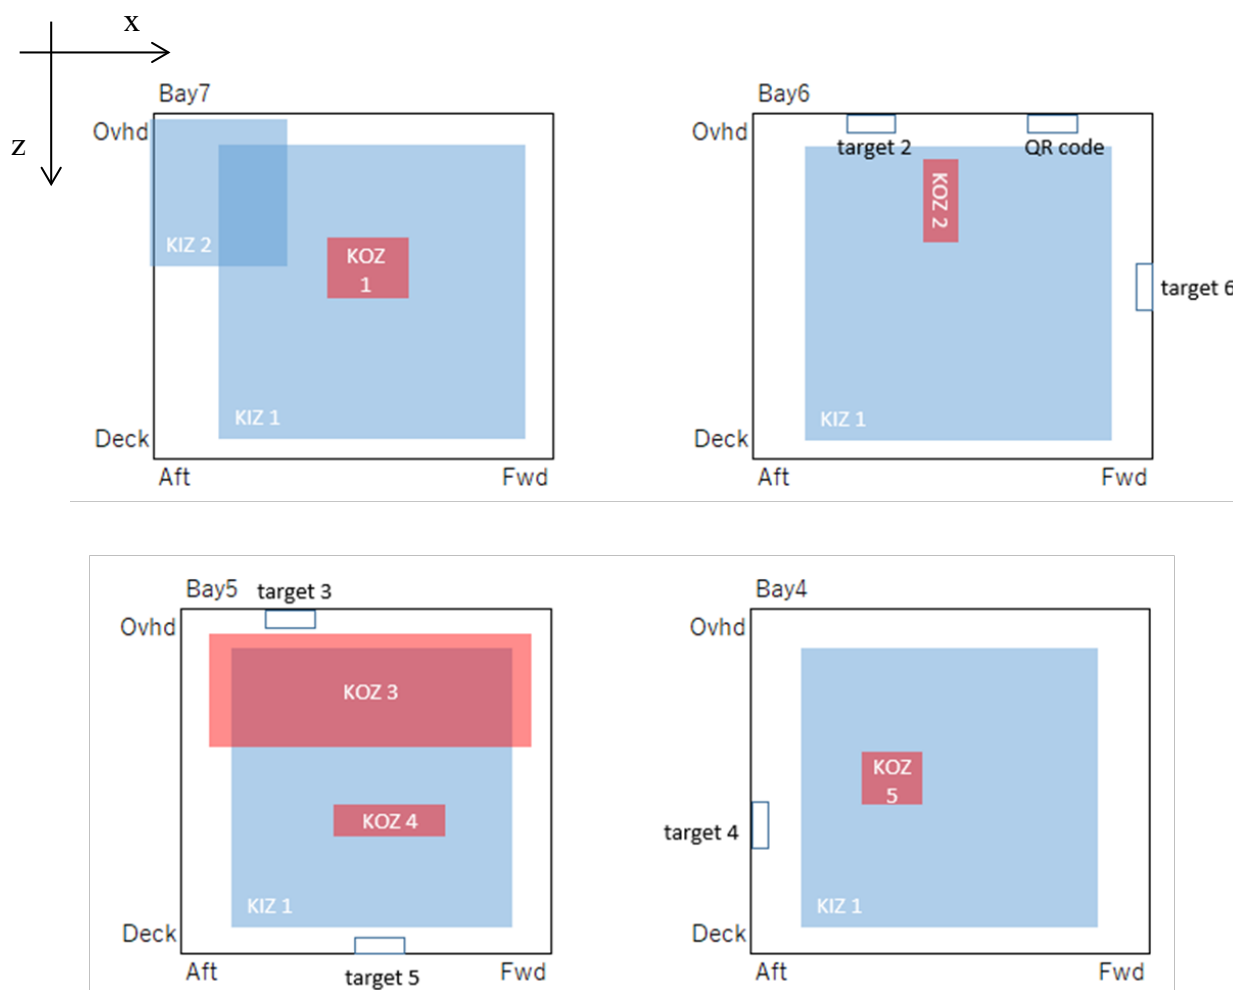 x
z
Bay7
Ovhd
KIZ 2
KOZ
1
KIZ 1
Deck
Aft
Fwd
Bay6
Ovhd
target 2
QR code
KOZ 2
target 6
KIZ 1
Deck
Aft
Fwd
Bay5
target 3
Ovhd
KOZ 3
KOZ 4
KIZ 1
Deck
Aft
target 5
Fwd
Bay4
Ovhd
KOZ
5
target 4
KIZ 1
Deck
Aft
Fwd